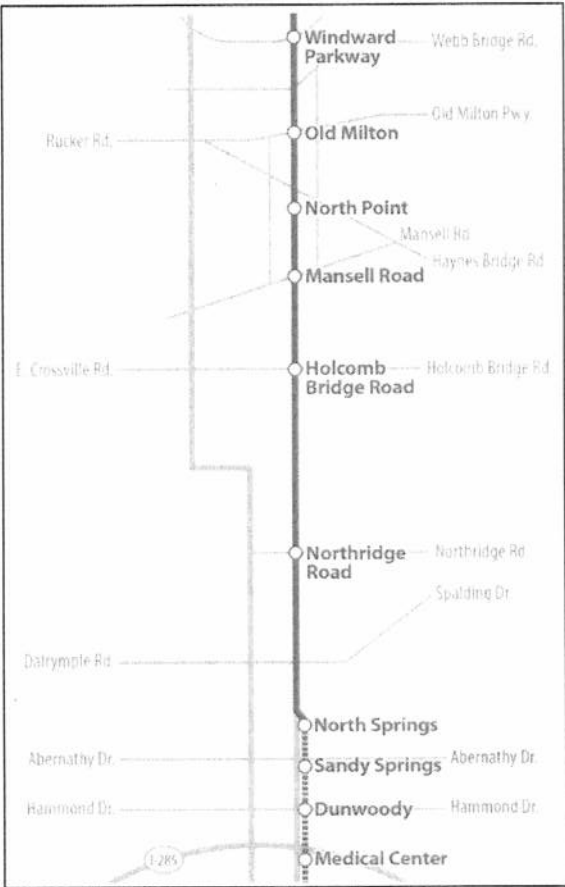 Windward
Parkway
Webb Bridge Rd.
Old Milton Pwy.
Rucker Rd.
Old Milton
North Point
Mansell Rd
Haynes Bridge Rd
Mansell Road
E. Crossville Rd.
Holcomb
Bridge Road
Holcomb Bridge Rd
Northridge
Road
Northridge Rd
Spalding Dr
Dalrymple Rd
North Springs
Abernathy Dr.
Abernathy Dr.
Sandy Springs
Hammond Dr.
Dunwoody
Hammond Dr.
I-285
Medical Center